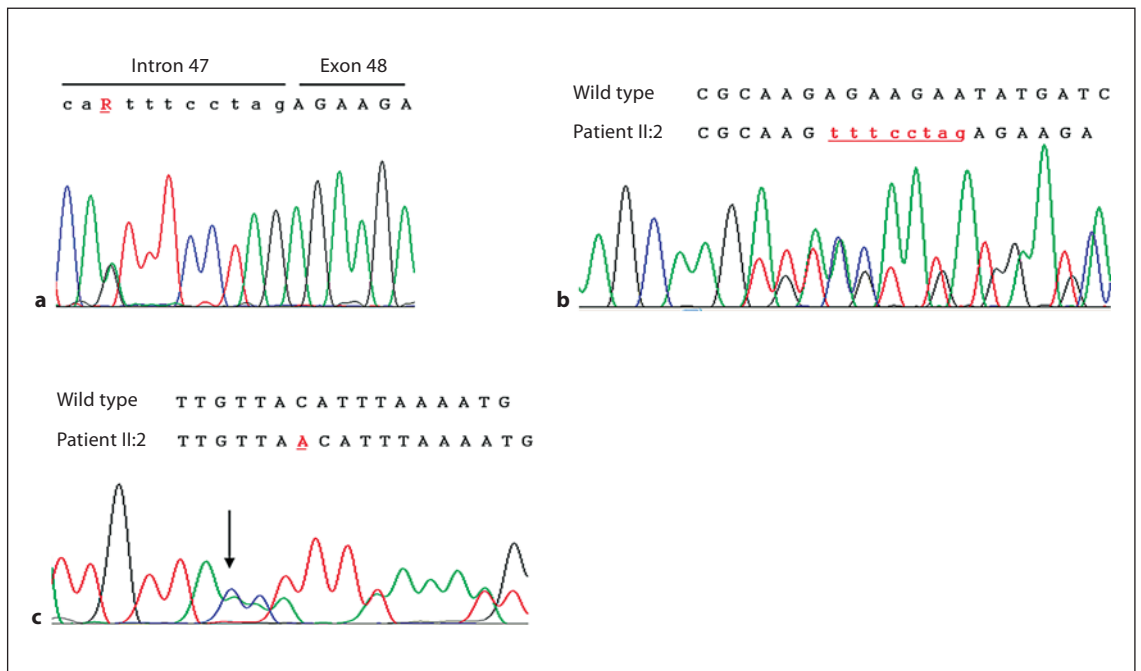 Intron 47 Exon 48
c a R t t t c c t a g A G A A G A
a
Wild type C G C A A G A G A A G A A T A T G A T C
Patient II:2 C G C A A G t t t c c t a g A G A A G A
b
Wild type T T G T T A C A T T T A A A A T G
Patient II:2 T T G T T A A C A T T T A A A A T G
c